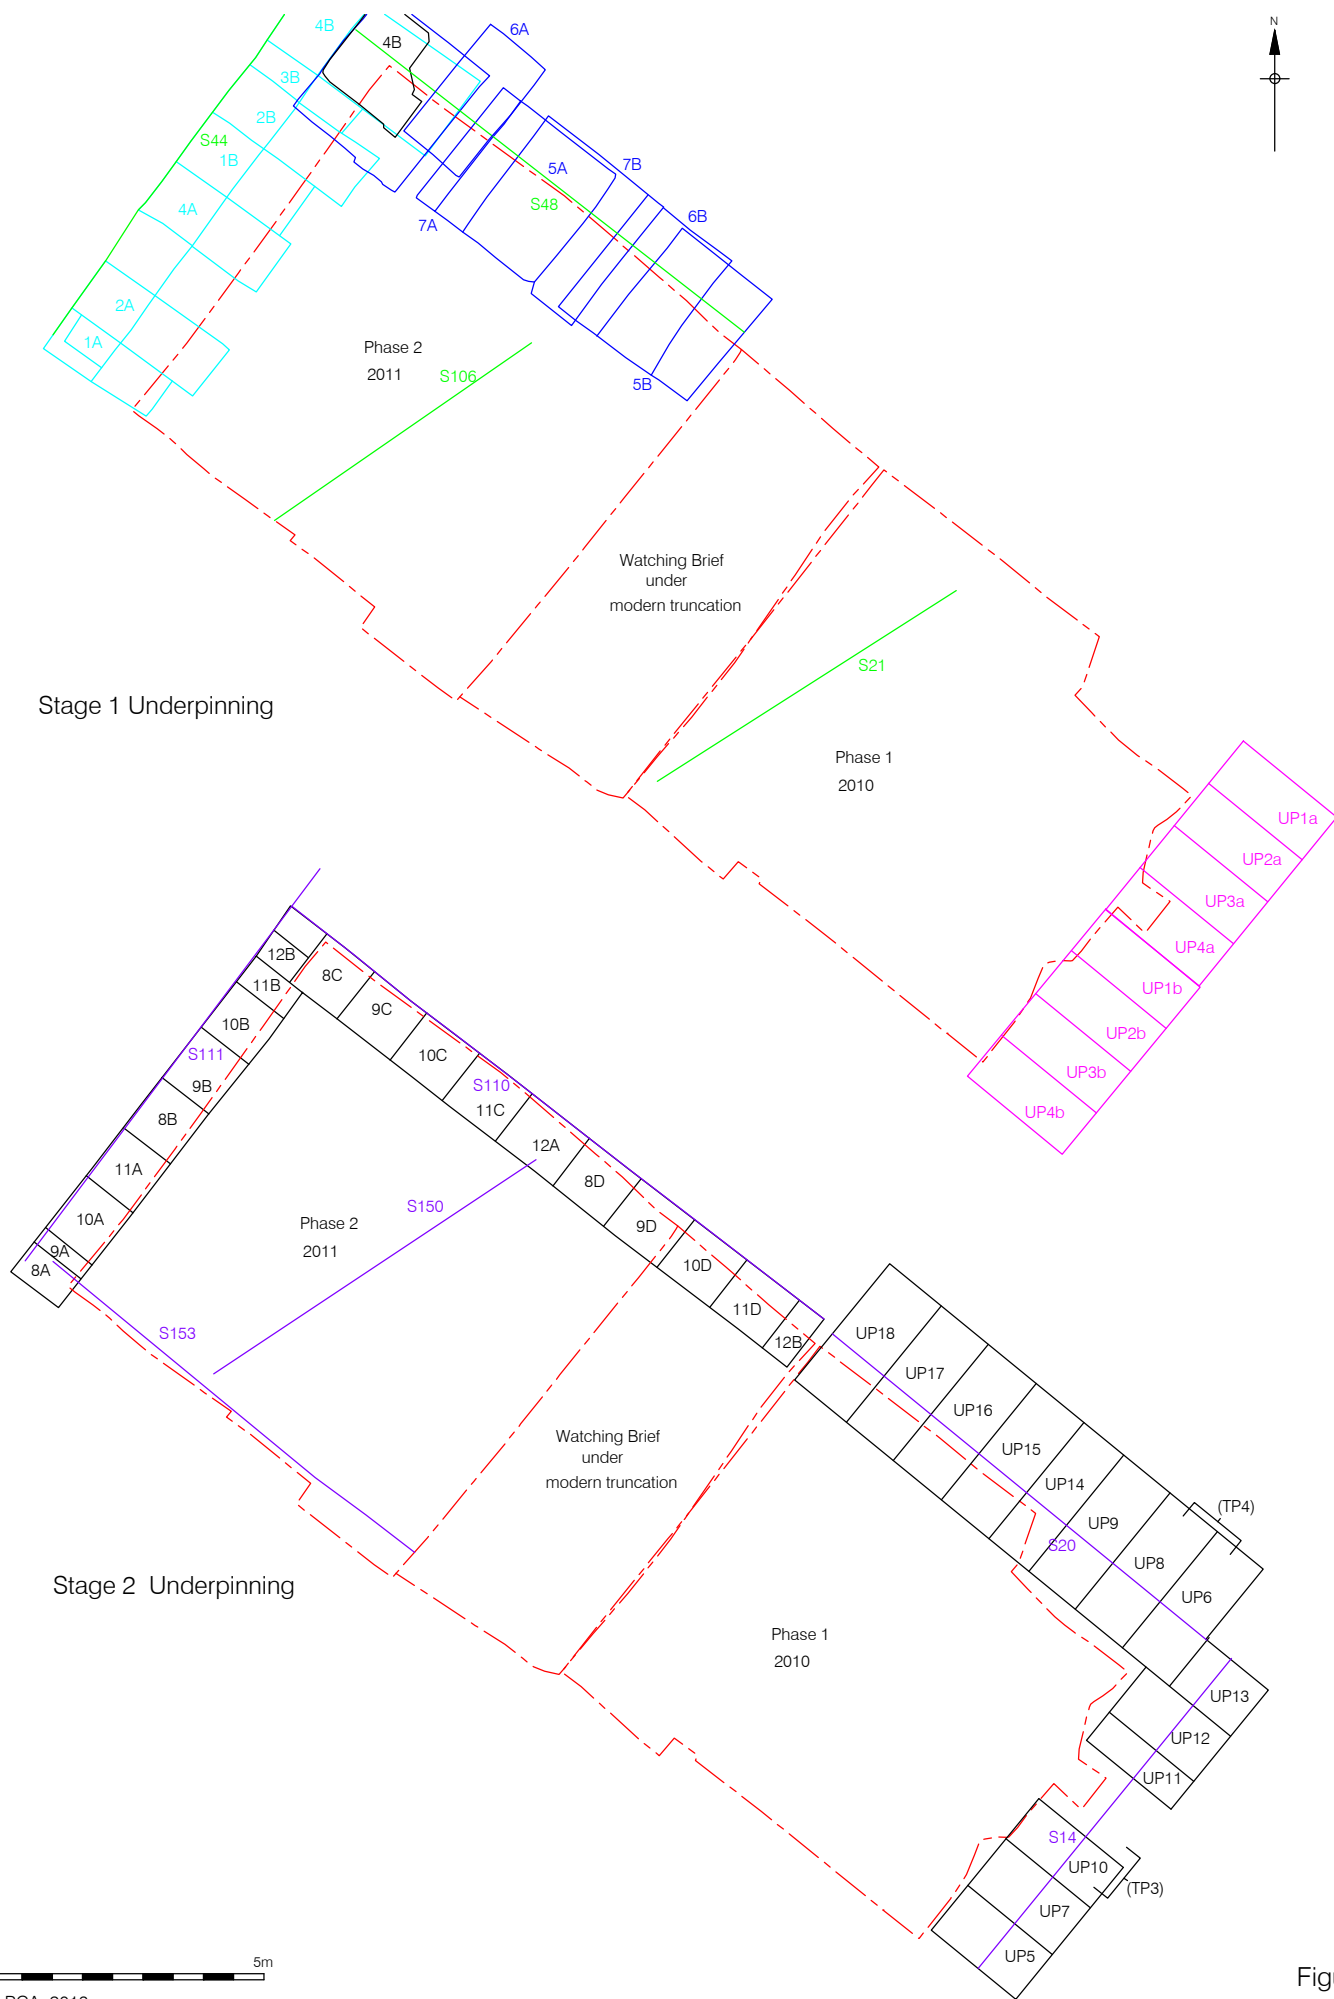 N
6A
4B
4B
3B
2B
S44
1B
5A
7B
S48
6B
4A
7A
2A
1A
Phase 2
2011
S106
5B
Watching Brief
under
modern truncation
S21
Stage 1 Underpinning
Phase 1
2010
UP1a
UP2a
UP3a
UP4a
UP1b
UP2b
UP3b
UP4b
12B
8C
11B
9C
10B
10C
S111
9B
S110
11C
8B
12A
11A
8D
S150
10A
Phase 2
2011
9D
9A
8A
10D
11D
S153
12B
UP18
UP17
UP16
Watching Brief
under
modern truncation
UP15
UP14
(TP4)
UP9
S20
UP8
Stage 2 Underpinning
UP6
Phase 1
2010
UP13
UP12
UP11
S14
UP10
(TP3)
UP7
UP5
5m